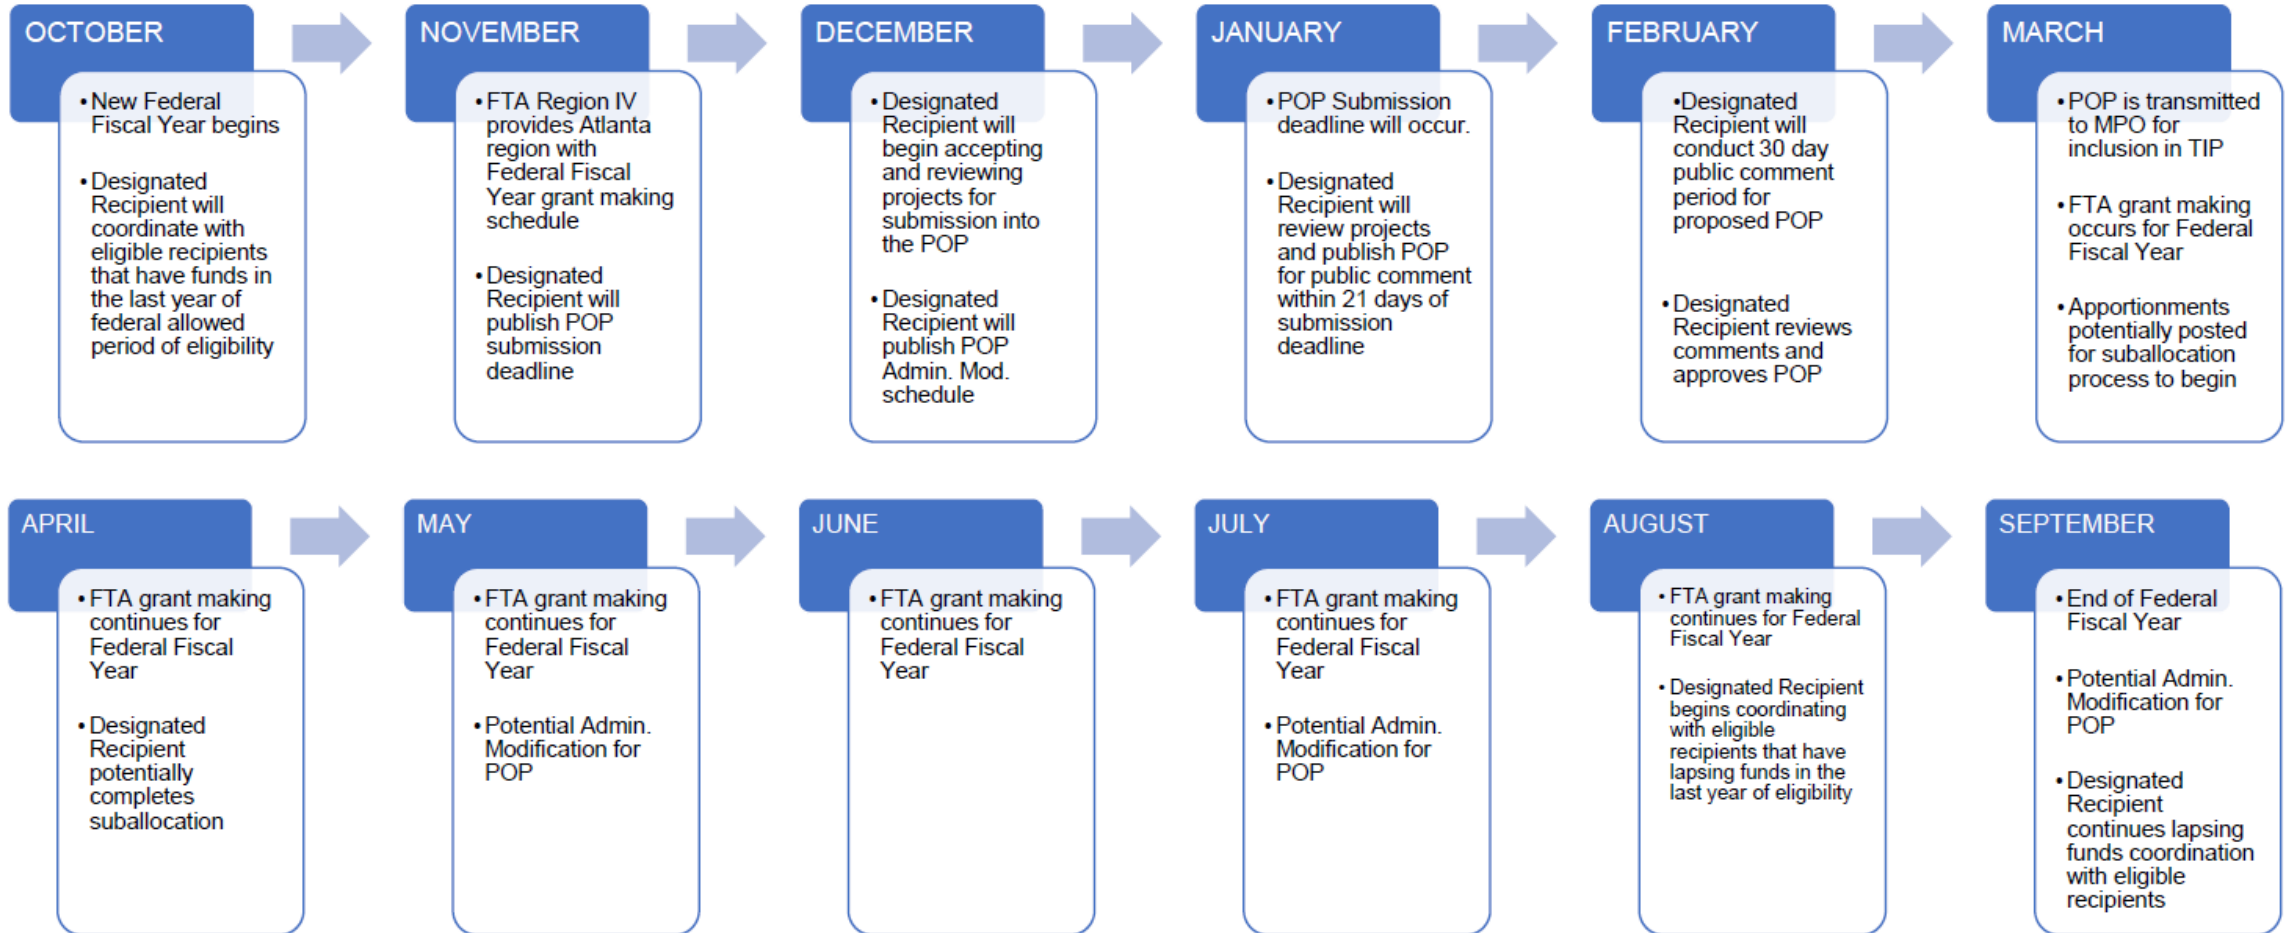 OCTOBER
• New Federal
Fiscal Year begins
• Designated
Recipient will
coordinate with
eligible recipients
that have funds in
the last year of
federal allowed
period of eligibility
NOVEMBER
• FTA Region IV
provides Atlanta
region with
Federal Fiscal
Year grant making
schedule
• Designated
Recipient will
publish POP
submission
deadline
DECEMBER
• Designated
Recipient will
begin accepting
and reviewing
projects for
submission into
the POP
• Designated
Recipient will
publish POP
Admin. Mod.
schedule
JANUARY
• POP Submission
deadline will occur.
• Designated
Recipient will
review projects
and publish POP
for public comment
within 21 days of
submission
deadline
FEBRUARY
•Designated
Recipient will
conduct 30 day
public comment
period for
proposed POP
• Designated
Recipient reviews
comments and
approves POP
MARCH
• POP is transmitted
to MPO for
inclusion in TIP
• FTA grant making
occurs for Federal
Fiscal Year
• Apportionments
potentially posted
for suballocation
process to begin
APRIL
• FTA grant making
continues for
Federal Fiscal
Year
• Designated
Recipient
potentially
completes
suballocation
MAY
• FTA grant making
continues for
Federal Fiscal
Year
• Potential Admin.
Modification for
POP
JUNE
• FTA grant making
continues for
Federal Fiscal
Year
JULY
• FTA grant making
continues for
Federal Fiscal
Year
• Potential Admin.
Modification for
POP
AUGUST
• FTA grant making
continues for Federal
Fiscal Year
• Designated Recipient
begins coordinating
with eligible
recipients that have
lapsing funds in the
last year of eligibility
SEPTEMBER
• End of Federal
Fiscal Year
• Potential Admin.
Modification for
POP
• Designated
Recipient
continues lapsing
funds coordination
with eligible
recipients